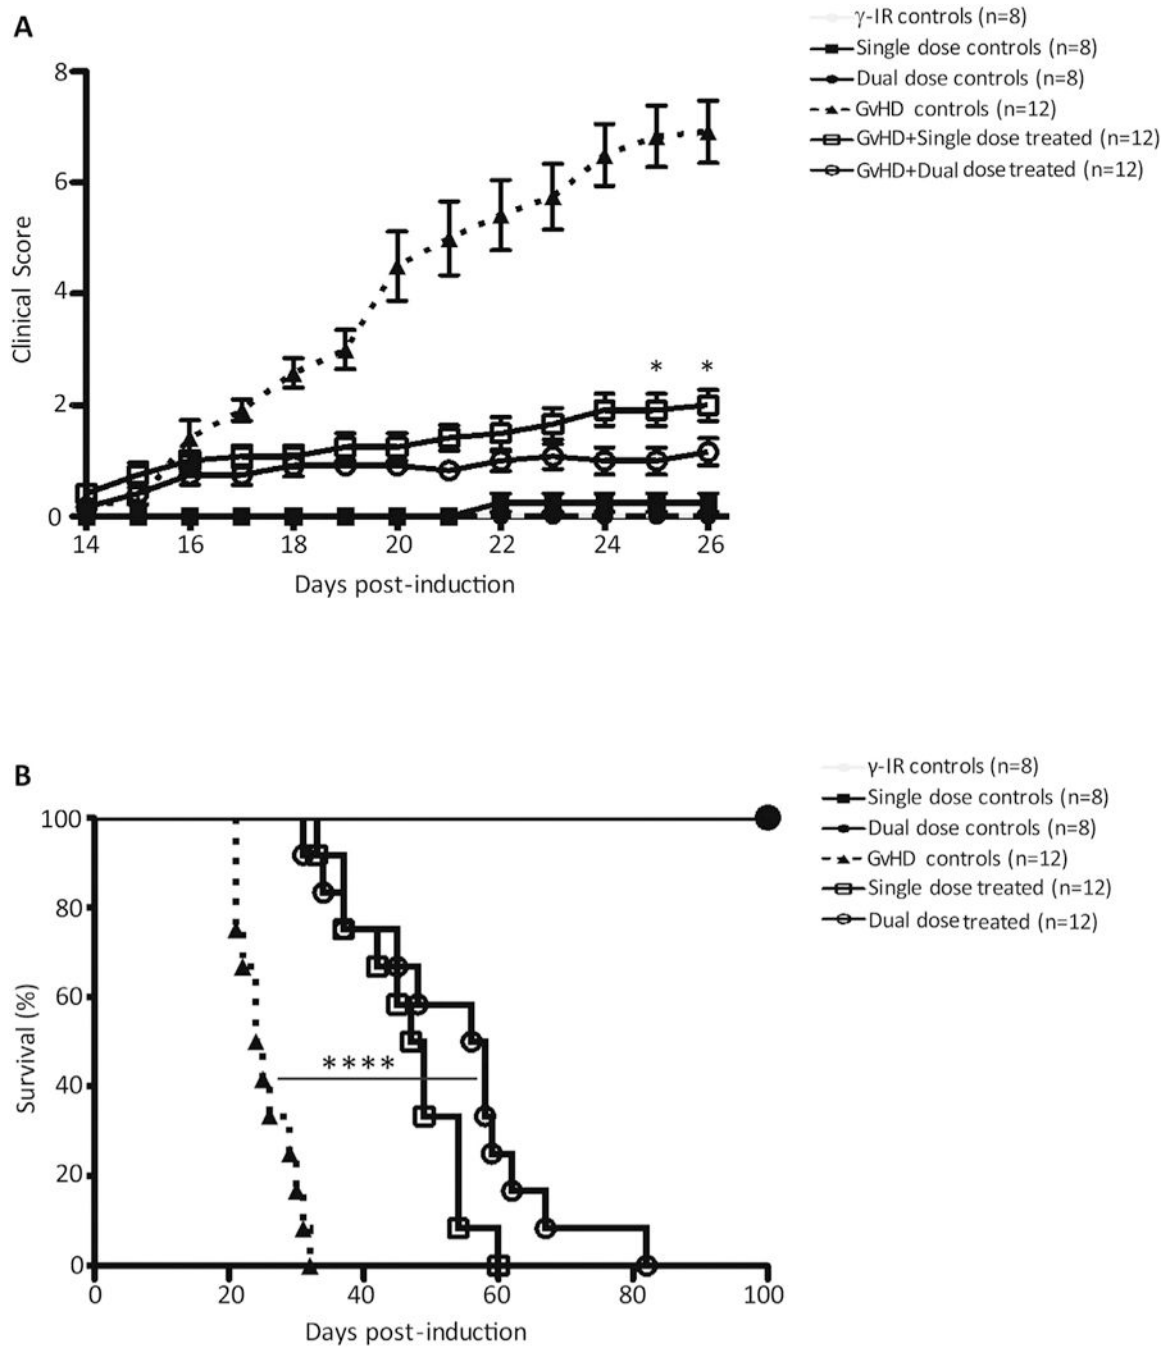 A
γ-IR controls (n=8)
Single dose controls (n=8)
Dual dose controls (n=8)
GvHD controls (n=12)
GvHD+Single dose treated (n=12)
GvHD+Dual dose treated (n=12)
Clinical Score
8
6
4
2
0
* *
14 16 18 20 22 24 26
Days post-induction
B
γ-IR controls (n=8)
Single dose controls (n=8)
Dual dose controls (n=8)
GvHD controls (n=12)
Single dose treated (n=12)
Dual dose treated (n=12)
Survival (%)
100
80
60
40
20
0
****
0 20 40 60 80 100
Days post-induction